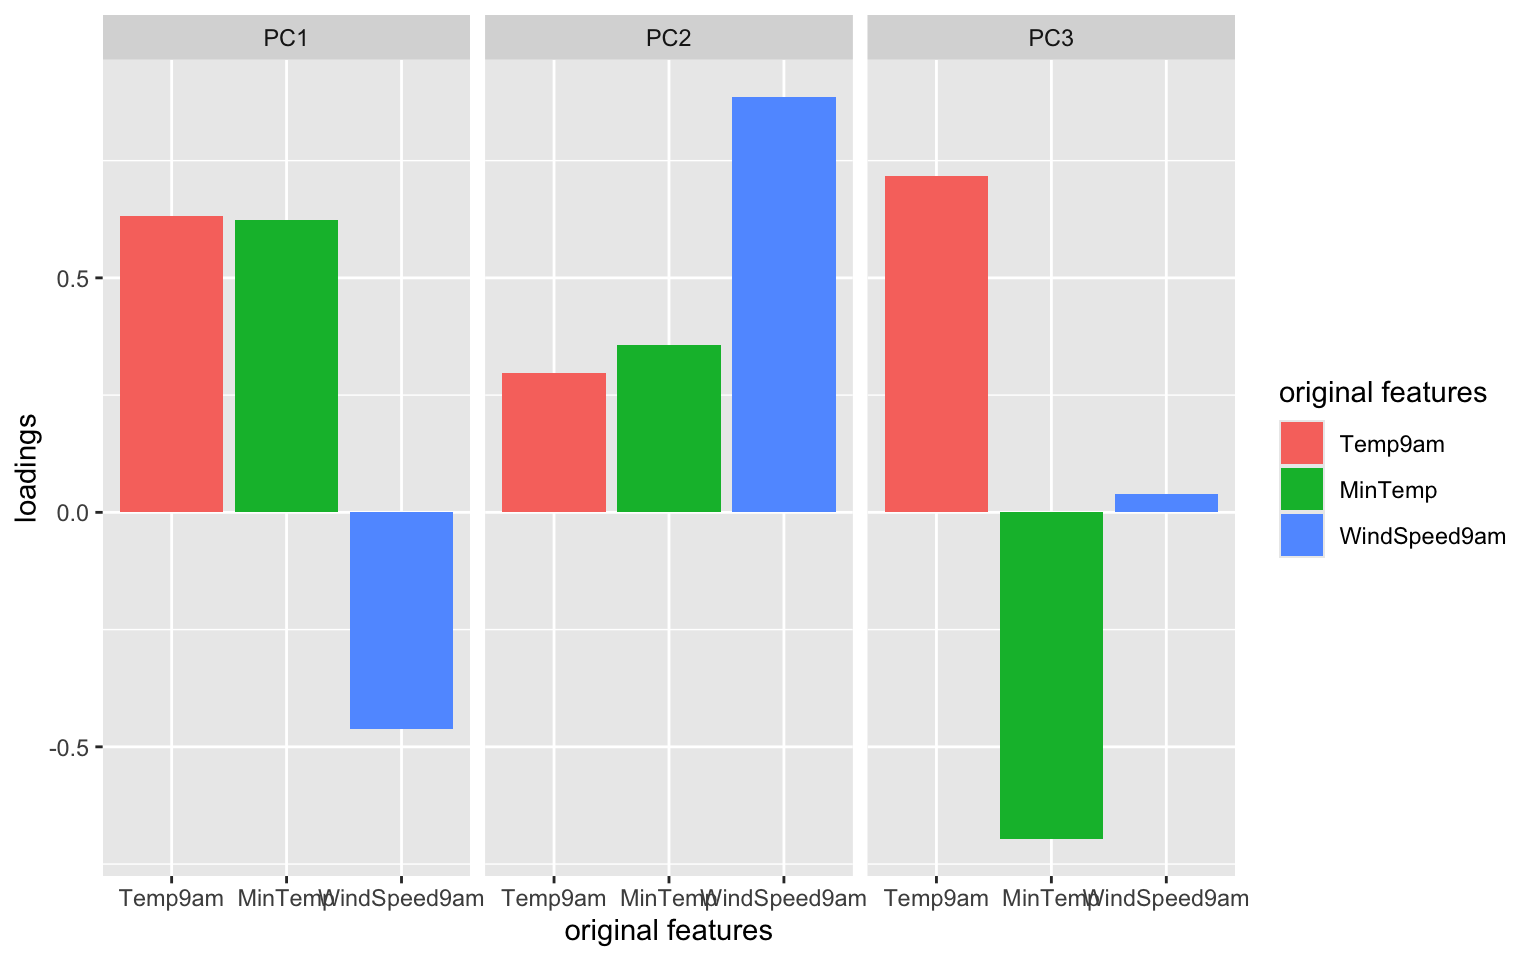 PC1 PC2 PC3
loadings
0.5
0.0
-0.5
Temp9am MinTemp WindSpeed9am Temp9am MinTemp WindSpeed9am Temp9am MinTemp WindSpeed9am
original features
original features
Temp9am
MinTemp
WindSpeed9am